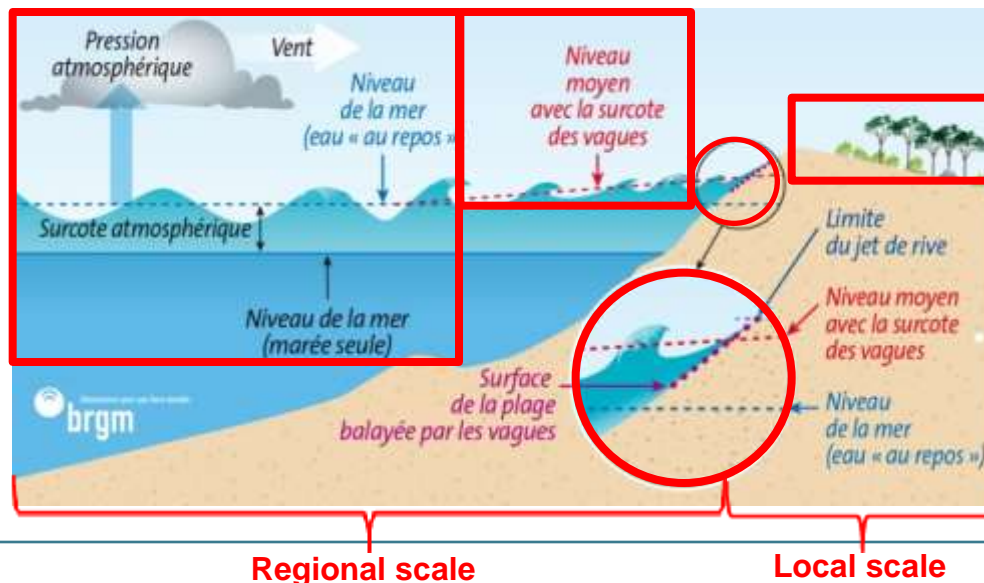 Pression
atmosphérique
Vent
Niveau
de la mer
(eau « au repos »
Niveau
moyen
avec la surcote
des vagues
Surcote atmosphérique
Niveau de la mer
(marée seule)
Limite
du jet de rive
Niveau moyen
avec la surcote
des vagues
Surface
de la plage
balayée par les vagues
Niveau
de la mer
(eau « au repos »)
brgm
Regional scale
Local scale